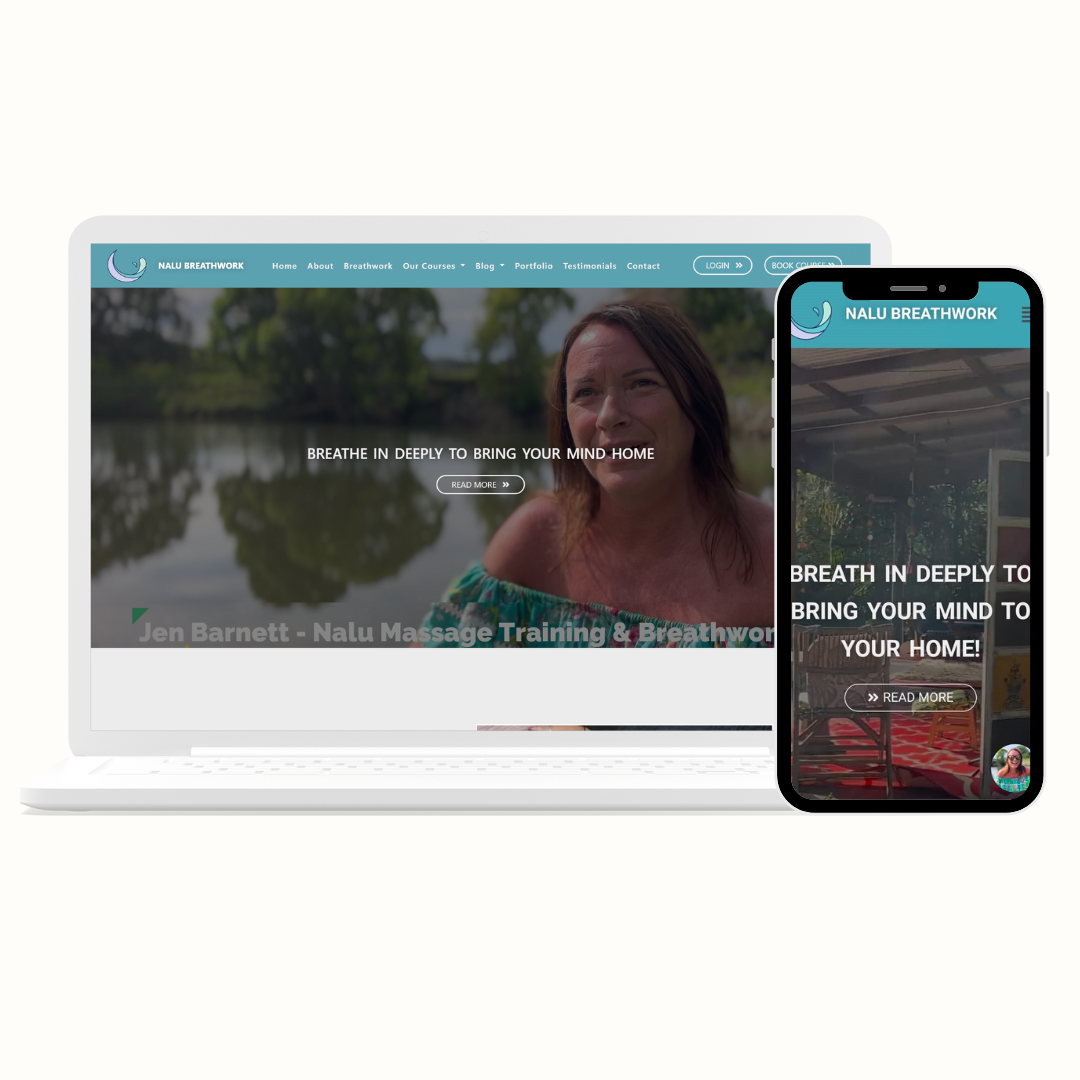 NALU BREATHWORK
Home About Breathwork Our Courses Blog Portfolio Testimonials Contact
LOGIN
BOOK COURSE
BREATHE IN DEEPLY TO BRING YOUR MIND HOME
READ MORE
Jen Barnett - Nalu Massage Training & Breathwor
NALU BREATHWORK
BREATH IN DEEPLY TO
BRING YOUR MIND TO
YOUR HOME!
READ MORE